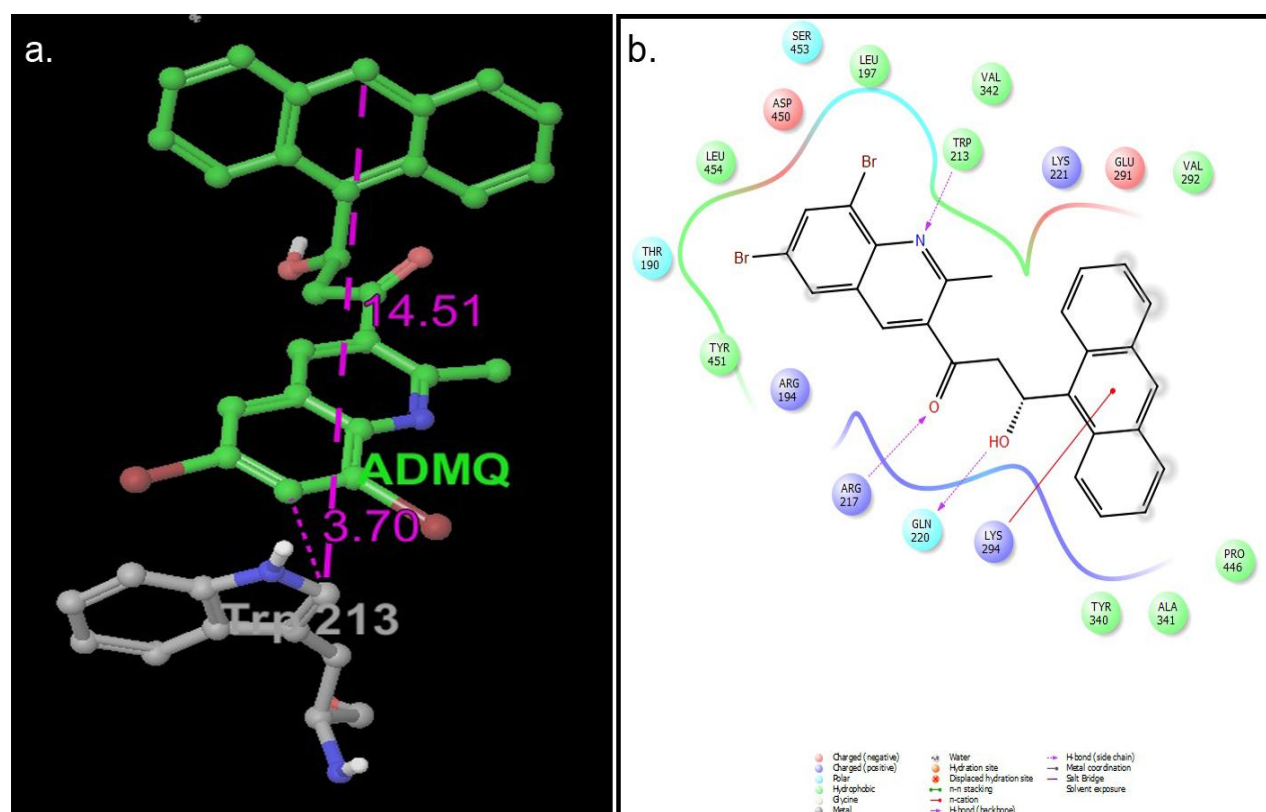 a.
14.51
ADMQ
3.70
Trp 213
b.
SER
453
LEU
197
VAL
342
ASP
450
TRP
213
LEU
454
LYS
221
GLU
291
VAL
292
Br
THR
190
Br
N
TYR
451
ARG
194
O
HO
ARG
217
GLN
220
LYS
294
PRO
446
TYR
340
ALA
341
Charged (negative)
Charged (positive)
Polar
Hydrophobic
Glycine
Metal
Water
Hydration site
Displaced hydration site
π-π stacking
π-cation
H-bond (backbone)
H-bond (side chain)
Metal coordination
Salt Bridge
Solvent exposure